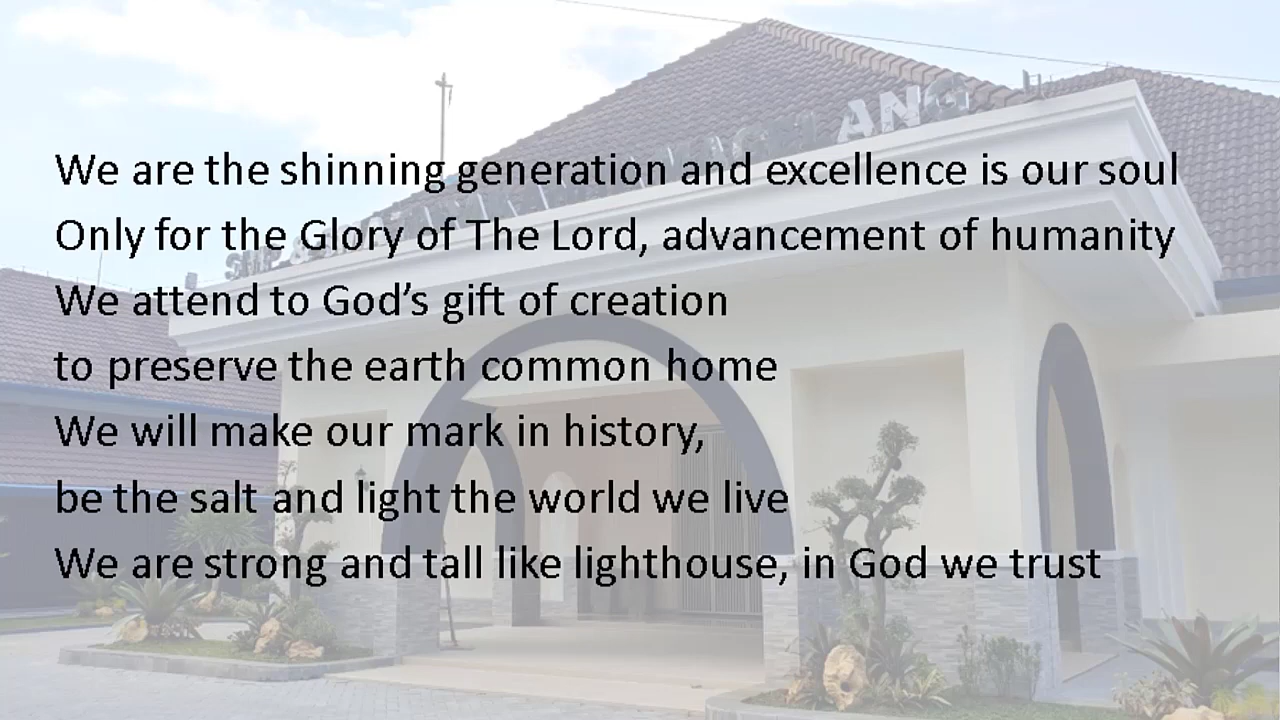 ANG
We are the shinning generation and excellence is our soul
Only for the Glory of The Lord, advancement of humanity
We attend to God’s gift of creation
to preserve the earth common home
We will make our mark in history,
be the salt and light the world we live
We are strong and tall like lighthouse, in God we trust